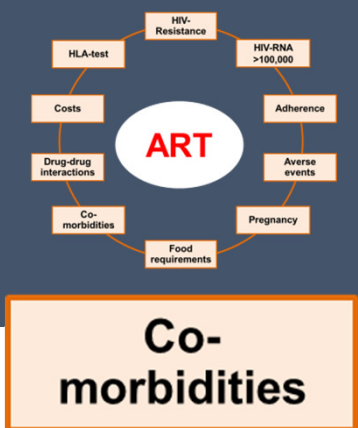 HIV-
Resistance
HLA-test
HIV-RNA
>100,000
Costs
Adherence
ART
Drug-drug
interactions
Averse
events
Co-
morbidities
Pregnancy
Food
requirements
Co-
morbidities